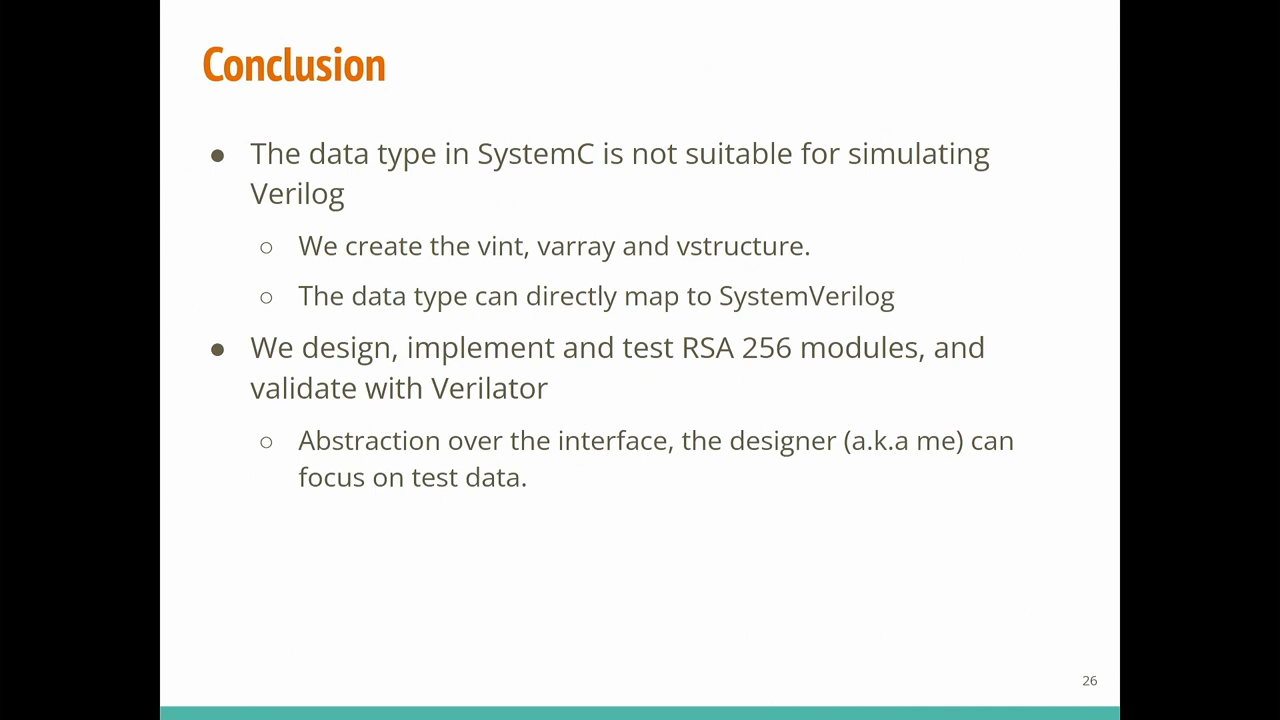 Conclusion
● The data type in SystemC is not suitable for simulating
Verilog
○ We create the vint, varray and vstructure.
○ The data type can directly map to SystemVerilog
● We design, implement and test RSA 256 modules, and
validate with Verilator
○ Abstraction over the interface, the designer (a.k.a me) can
focus on test data.
26